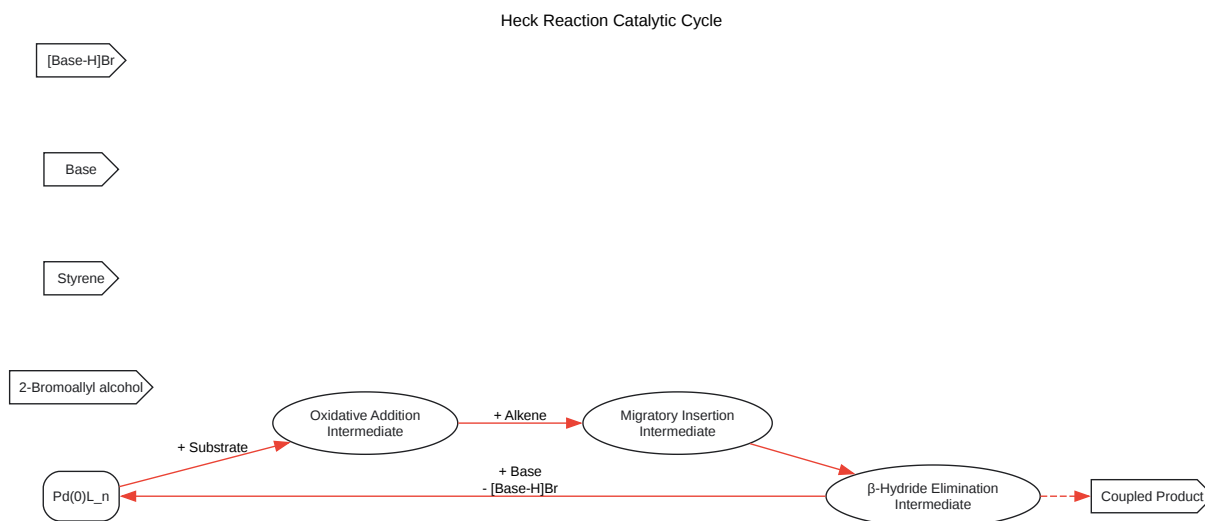 Heck Reaction Catalytic Cycle
[Base-H]Br
Base
Styrene
2-Bromoallyl alcohol
Oxidative Addition
Intermediate
+ Alkene
Migratory Insertion
Intermediate
+ Substrate
Pd(0)L_n
+ Base
- [Base-H]Br
β-Hydride Elimination
Intermediate
Coupled Product